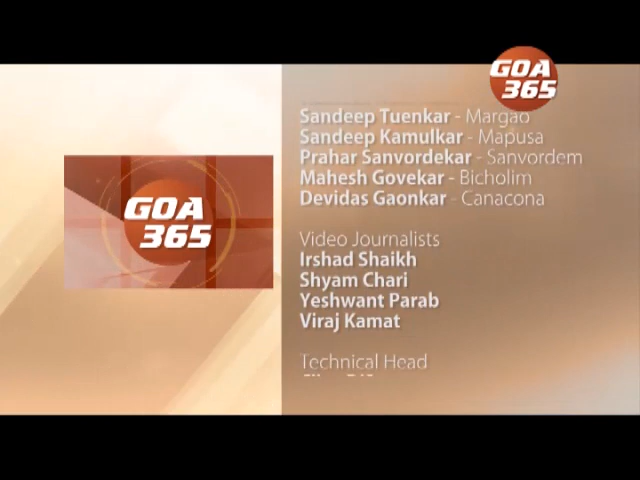 GOA
365
Sandeep Tuenkar - Margao
Sandeep Kamulkar - Mapusa
Prahar Sanvordekar - Sanvordem
Mahesh Govekar - Bicholim
Devidas Gaonkar - Canacona
GOA
365
Video Journalists
Irshad Shaikh
Shyam Chari
Yeshwant Parab
Viraj Kamat
Technical Head